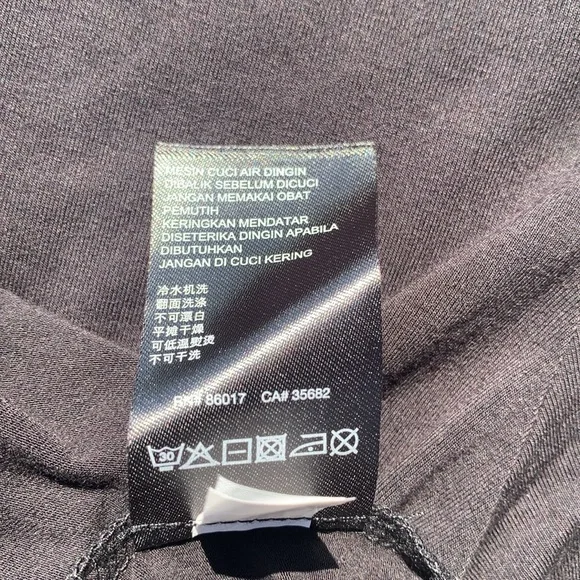 MESIN CUCI AIR DINGIN
DIBALIK SEBELUM DICUCI
JANGAN MEMAKAI OBAT
PEMUTIH
KERINGKAN MENDATAR
DISETERIKA DINGIN APABILA
DIBUTUHKAN
JANGAN DI CUCI KERING
冷水机洗
翻面洗涤
不可漂白
平摊干燥
可低温熨烫
不可干洗
RN# 86017 CA# 35682
30